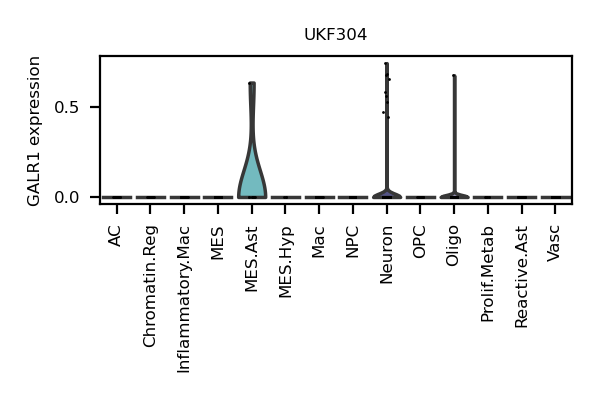 UKF304
GALR1 expression
0.5
0.0
AC
Chromatin.Reg
Inflammatory.Mac
MES
MES.Ast
MES.Hyp
Mac
NPC
Neuron
OPC
Oligo
Prolif.Metab
Reactive.Ast
Vasc